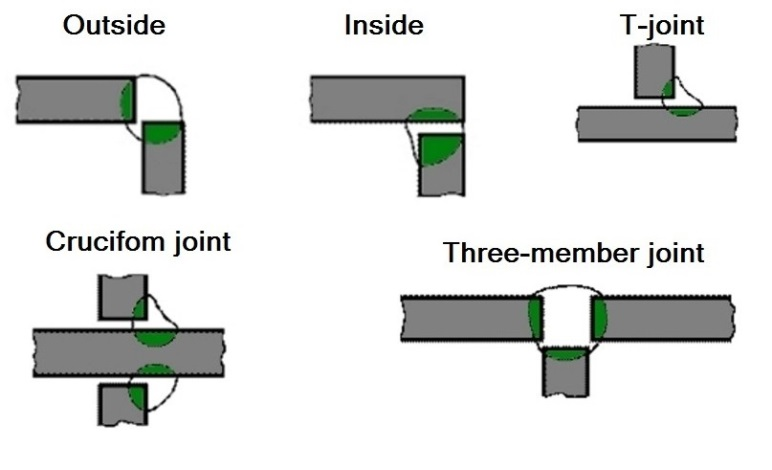 Outside
Inside
T-joint
Crucifom joint
Three-member joint